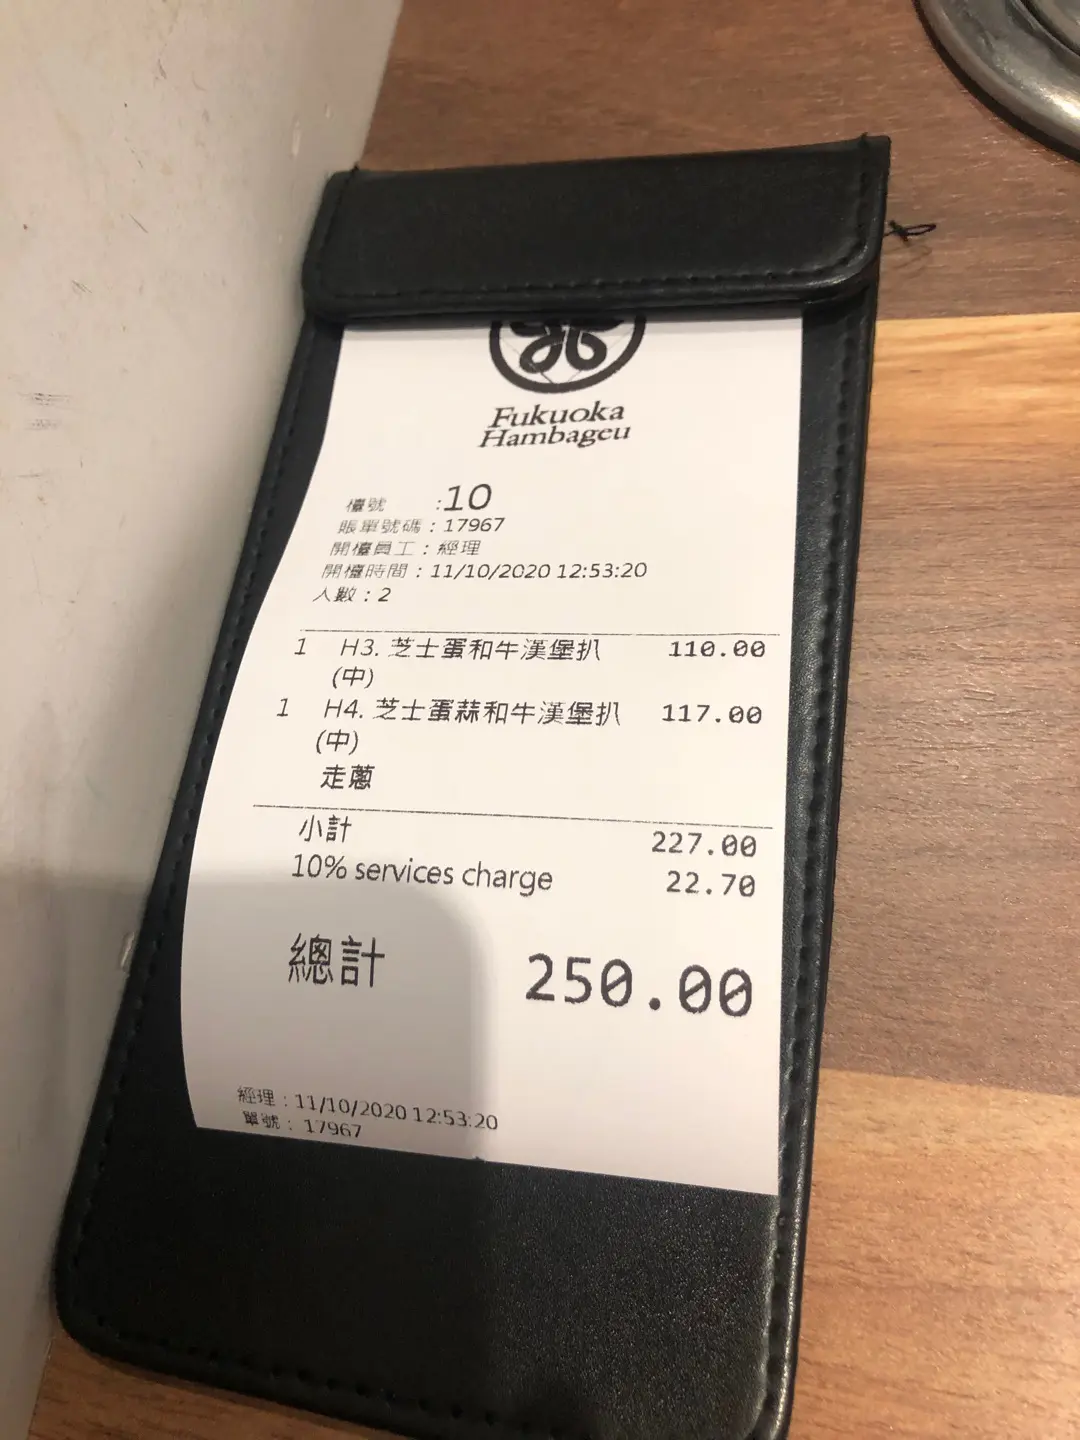 Fukuoka
Hambageu
檯號 :10
賬單號碼：17967
開檯員工：經理
開檯時間：11/10/2020 12:53:20
人數：2
1 H3. 芝士蛋和牛漢堡扒 110.00
(中)
1 H4. 芝士蛋蒜和牛漢堡扒 117.00
(中)
走蔥
小計 227.00
10% services charge 22.70
總計 250.00
經理：11/10/2020 12:53:20
單號：17967